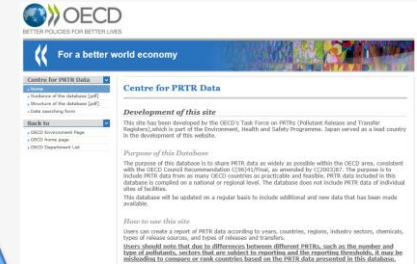 OECD
BETTER POLICIES FOR BETTER LIVES
For a better world economy
Centre for PRTR Data
Home
Guidance of the database [pdf]
Structure of the database [pdf]
Data searching form
Back to
OECD Environment Page
OECD home page
OECD Department List
Centre for PRTR Data
Development of this site
This site has been developed by the OECD's Task Force on PRTRs (Pollutant Release and Transfer
Registers),which is part of the Environment, Health and Safety Programme. Japan served as a lead country
in the development of this website.
Purpose of this Database
The purpose of this database is to share PRTR data as widely as possible within the OECD area, consistent
with the OECD Council Recommendation C(96)41/final, as amended by C(2003)87. The purpose is to
include PRTR data from as many OECD countries as practicable and feasible. PRTR data included in this
database is compiled on a national or regional level. The database does not include PRTR data of individual
sites of facilities.
This database will be updated on a regular basis to include additional and new data that has been made
available.
How to use this site
Users can create a report of PRTR data according to years, countries, regions, industry sectors, chemicals,
types of release sources, and types of releases and transfers.
Users should note that due to differences between different PRTRs, such as the number and
type of pollutants, sectors that are subject to reporting and the reporting thresholds, it may be
misleading to compare or rank countries based on the PRTR data presented in this database.